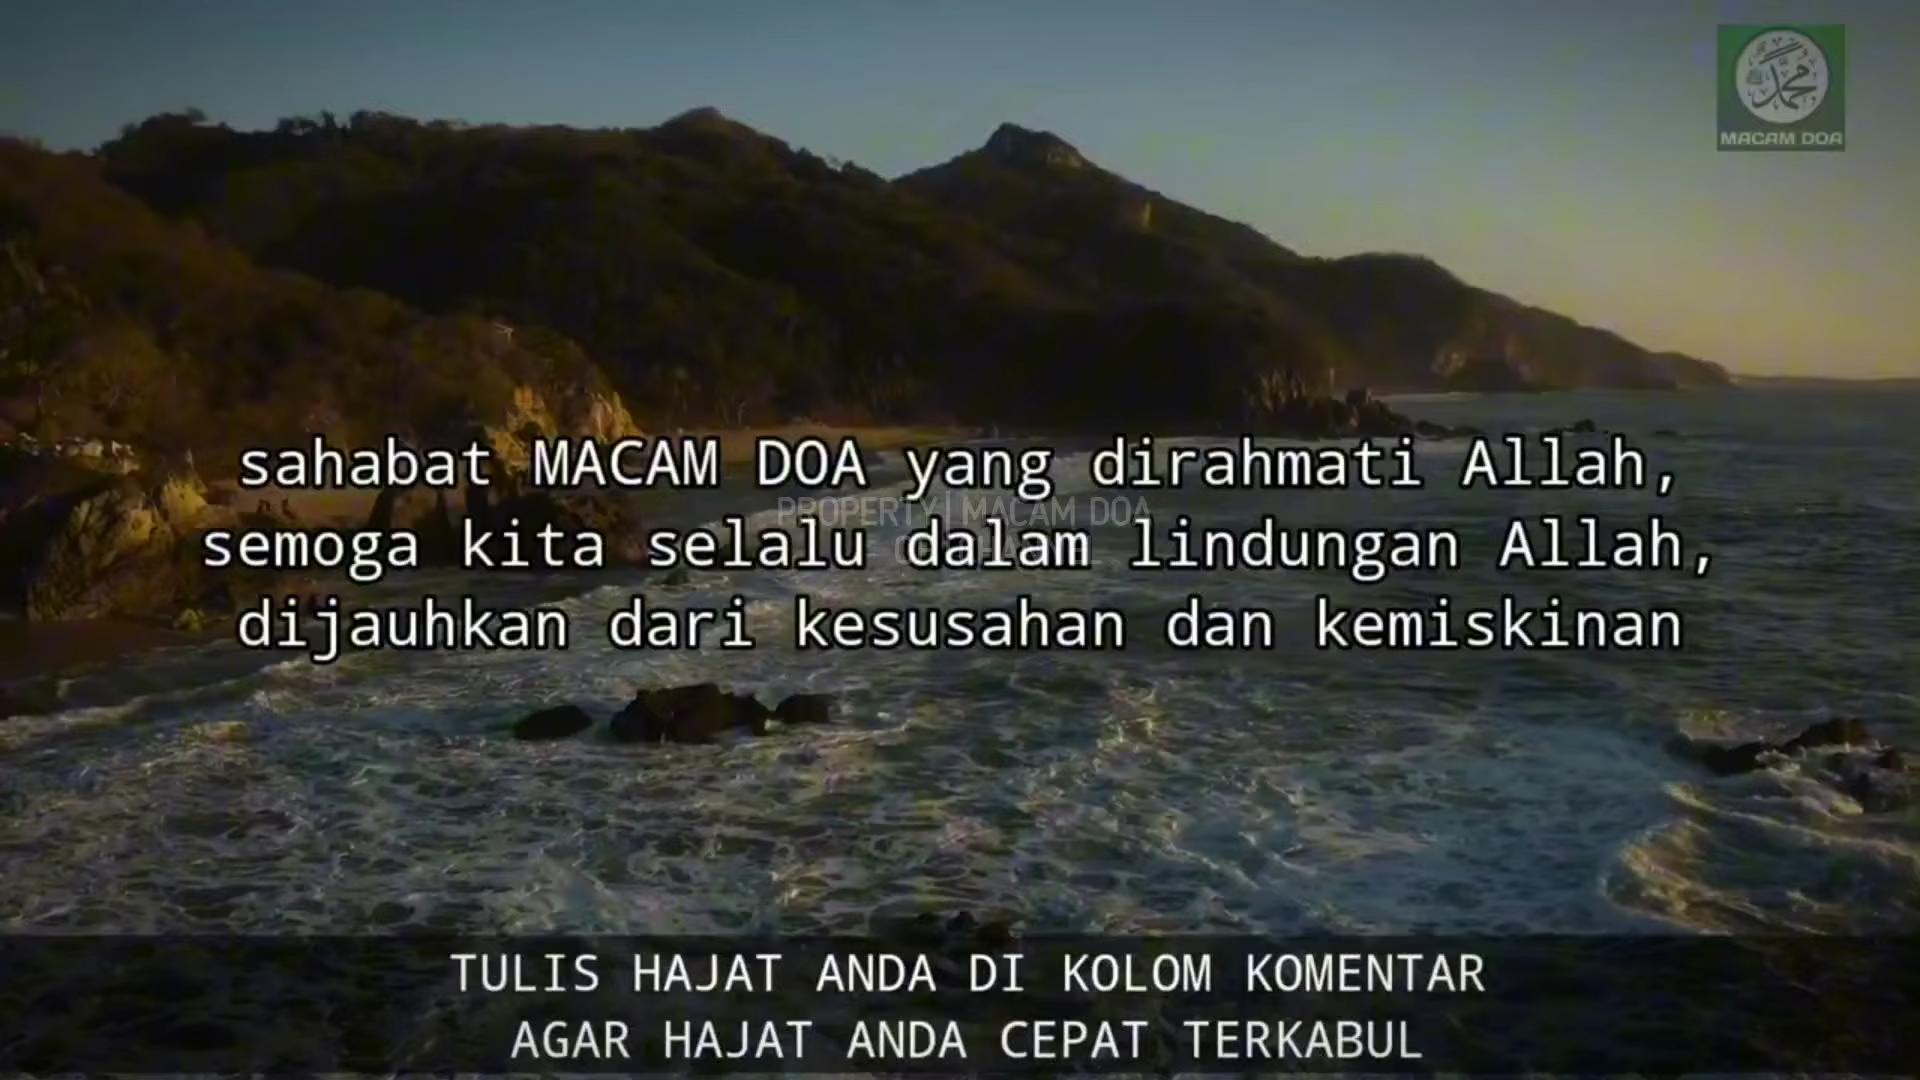 محمد
MACAM DOA
sahabat MACAM DOA yang dirahmati Allah,
PROPERTY | MACAM DOA
semoga kita selalu dalam lindungan Allah,
dijauhkan dari kesusahan dan kemiskinan
TULIS HAJAT ANDA DI KOLOM KOMENTAR
AGAR HAJAT ANDA CEPAT TERKABUL